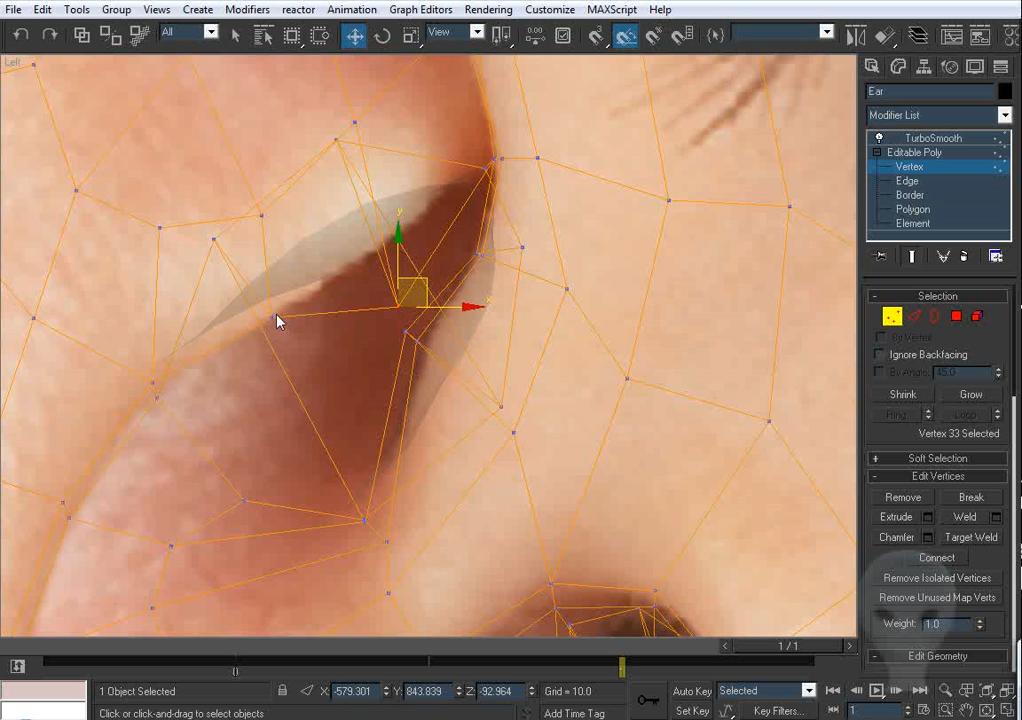 File Edit Tools Group Views Create Modifiers reactor Animation Graph Editors Rendering Customize MAXScript Help
All View 0.00
Left
Ear
Modifier List
TurboSmooth
Editable Poly
Vertex
Edge
Border
Polygon
Element
- Selection
By Vertex
Ignore Backfacing
By Angle: 45.0
Shrink Grow
Ring Loop
Vertex 33 Selected
+ Soft Selection
- Edit Vertices
Remove Break
Extrude Weld
Chamfer Target Weld
Connect
Remove Isolated Vertices
Remove Unused Map Verts
Weight: 1.0
- Edit Geometry
y
x
< 1 / 1 >
1 Object Selected X: -579.301 Y: 843.839 Z: -92.964 Grid = 10.0 Auto Key Selected
Click or click-and-drag to select objects Add Time Tag Set Key Key Filters... 1